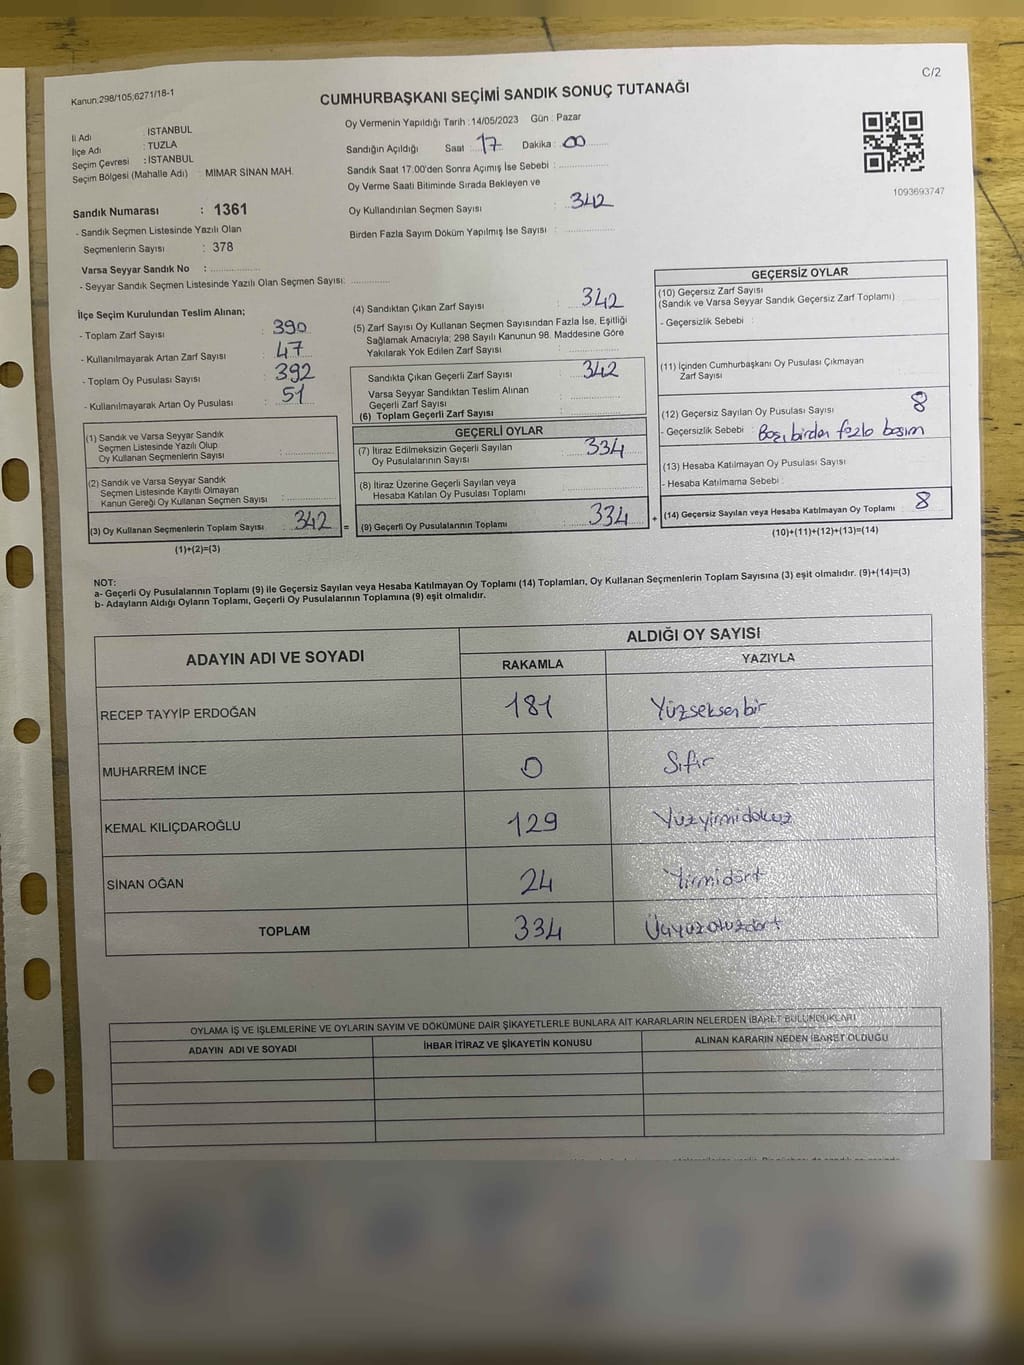 C/2
Kanun:298/105;6271/18-1
CUMHURBAŞKANI SEÇİMİ SANDIK SONUÇ TUTANAĞI
İl Adı : İSTANBUL
İlçe Adı : TUZLA
Seçim Çevresi : İSTANBUL
Seçim Bölgesi (Mahalle Adı) : MIMAR SİNAN MAH.
Oy Vermenin Yapıldığı Tarih :14/05/2023 Gün : Pazar
Sandığın Açıldığı Saat : 17 Dakika : 00
Sandık Saat 17.00'den Sonra Açımış İse Sebebi :
Oy Verme Saati Bitiminde Sırada Bekleyen ve
Oy Kullandırılan Seçmen Sayısı : 342
Birden Fazla Sayım Döküm Yapılmış İse Sayısı :
1093693747
Sandık Numarası : 1361
- Sandık Seçmen Listesinde Yazılı Olan
Seçmenlerin Sayısı : 378
Varsa Seyyar Sandık No :
- Seyyar Sandık Seçmen Listesinde Yazılı Olan Seçmen Sayısı:
İlçe Seçim Kurulundan Teslim Alınan;
- Toplam Zarf Sayısı : 390
- Kullanılmayarak Artan Zarf Sayısı : 47
- Toplam Oy Pusulası Sayısı : 392
- Kullanılmayarak Artan Oy Pusulası : 51
(1) Sandık ve Varsa Seyyar Sandık
Seçmen Listesinde Yazılı Olup
Oy Kullanan Seçmenlerin Sayısı :
(2) Sandık ve Varsa Seyyar Sandık
Seçmen Listesinde Kayıtlı Olmayan
Kanun Gereği Oy Kullanan Seçmen Sayısı :
(3) Oy Kullanan Seçmenlerin Toplam Sayısı : 342 =
(1)+(2)=(3)
(4) Sandıktan Çıkan Zarf Sayısı : 342
(5) Zarf Sayısı Oy Kullanan Seçmen Sayısından Fazla İse, Eşitliği
Sağlamak Amacıyla; 298 Sayılı Kanunun 98. Maddesine Göre
Yakılarak Yok Edilen Zarf Sayısı :
Sandıkta Çıkan Geçerli Zarf Sayısı : 342
Varsa Seyyar Sandıktan Teslim Alınan
Geçerli Zarf Sayısı :
(6) Toplam Geçerli Zarf Sayısı :
GEÇERLİ OYLAR
(7) İtiraz Edilmeksizin Geçerli Sayılan
Oy Pusulalarının Sayısı : 334
(8) İtiraz Üzerine Geçerli Sayılan veya
Hesaba Katılan Oy Pusulası Toplamı :
(9) Geçerli Oy Pusulalarının Toplamı : 334 +
GEÇERSİZ OYLAR
(10) Geçersiz Zarf Sayısı
(Sandık ve Varsa Seyyar Sandık Geçersiz Zarf Toplamı) :
- Geçersizlik Sebebi :
(11) İçinden Cumhurbaşkanı Oy Pusulası Çıkmayan
Zarf Sayısı :
(12) Geçersiz Sayılan Oy Pusulası Sayısı : 8
- Geçersizlik Sebebi : birden fazla basım
(13) Hesaba Katılmayan Oy Pusulası Sayısı :
- Hesaba Katılmama Sebebi :
(14) Geçersiz Sayılan veya Hesaba Katılmayan Oy Toplamı : 8
(10)+(11)+(12)+(13)=(14)
NOT:
a- Geçerli Oy Pusulalarının Toplamı (9) ile Geçersiz Sayılan veya Hesaba Katılmayan Oy Toplamı (14) Toplamları, Oy Kullanan Seçmenlerin Toplam Sayısına (3) eşit olmalıdır. (9)+(14)=(3)
b- Adayların Aldığı Oyların Toplamı, Geçerli Oy Pusulalarının Toplamına (9) eşit olmalıdır.
ADAYIN ADI VE SOYADI
ALDIĞI OY SAYISI
RAKAMLA YAZIYLA
RECEP TAYYİP ERDOĞAN 181 Yüzseksenbir
MUHARREM İNCE 0 Sıfır
KEMAL KILIÇDAROĞLU 129 Yüzyirmidokuz
SİNAN OĞAN 24 Yirmidört
TOPLAM 334 Üçyüzotuzdört
OYLAMA İŞ VE İŞLEMLERİNE VE OYLARIN SAYIM VE DÖKÜMÜNE DAİR ŞİKAYETLERLE BUNLARA AİT KARARLARIN NELERDEN İBARET BULUNDUKLARI
ADAYIN ADI VE SOYADI İHBAR İTİRAZ VE ŞİKAYETİN KONUSU ALINAN KARARIN NEDEN İBARET OLDUĞU